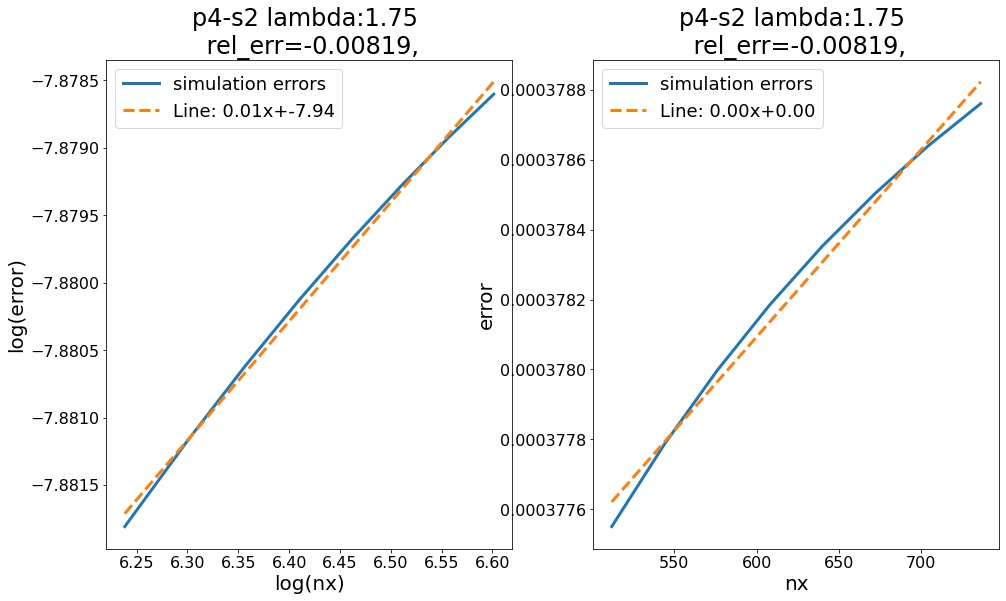 p4-s2 lambda:1.75
rel_err=-0.00819,
simulation errors
Line: 0.01x+-7.94
−7.8785
−7.8790
−7.8795
−7.8800
−7.8805
−7.8810
−7.8815
log(error)
6.25
6.30
6.35
6.40
6.45
6.50
6.55
6.60
log(nx)
p4-s2 lambda:1.75
rel_err=-0.00819,
simulation errors
Line: 0.00x+0.00
0.0003788
0.0003786
0.0003784
0.0003782
0.0003780
0.0003778
0.0003776
error
550
600
650
700
nx